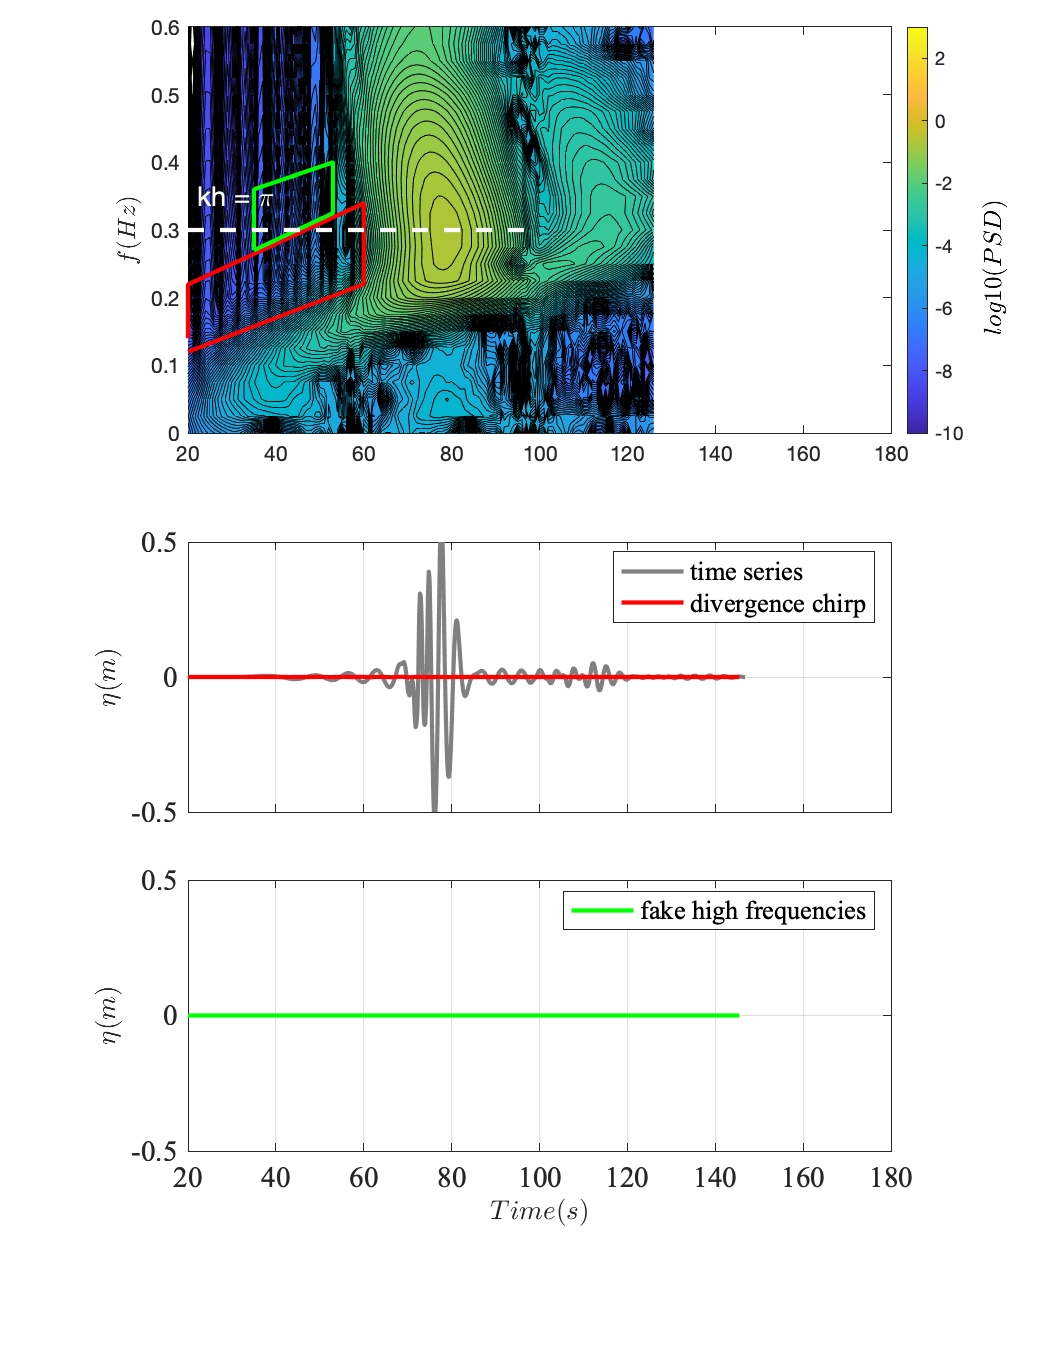 0.6
0.5
0.4
0.3
0.2
0.1
0
f(Hz)
kh = π
20 40 60 80 100 120 140 160 180
2
0
-2
-4
-6
-8
-10
log10(PSD)
0.5
0
-0.5
η(m)
time series
divergence chirp
0.5
0
-0.5
η(m)
fake high frequencies
20 40 60 80 100 120 140 160 180
Time(s)